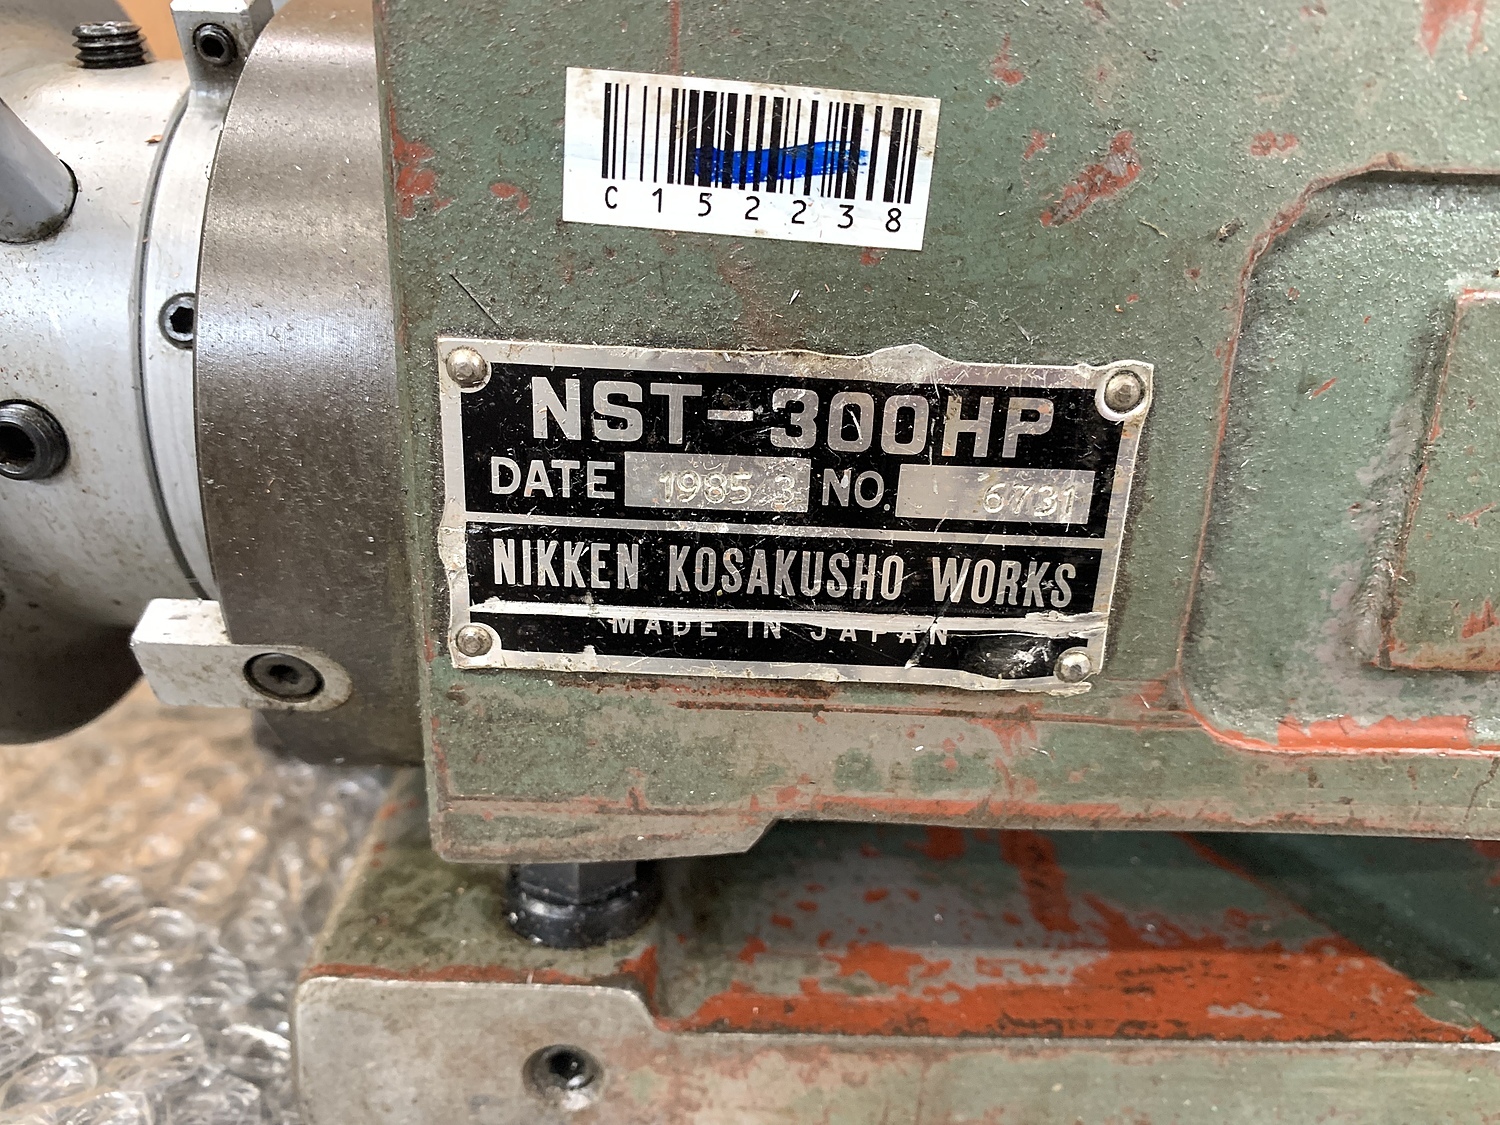 C152238
NST-300HP
DATE 1985 3 NO. 6731
NIKKEN KOSAKUSHO WORKS
MADE IN JAPAN